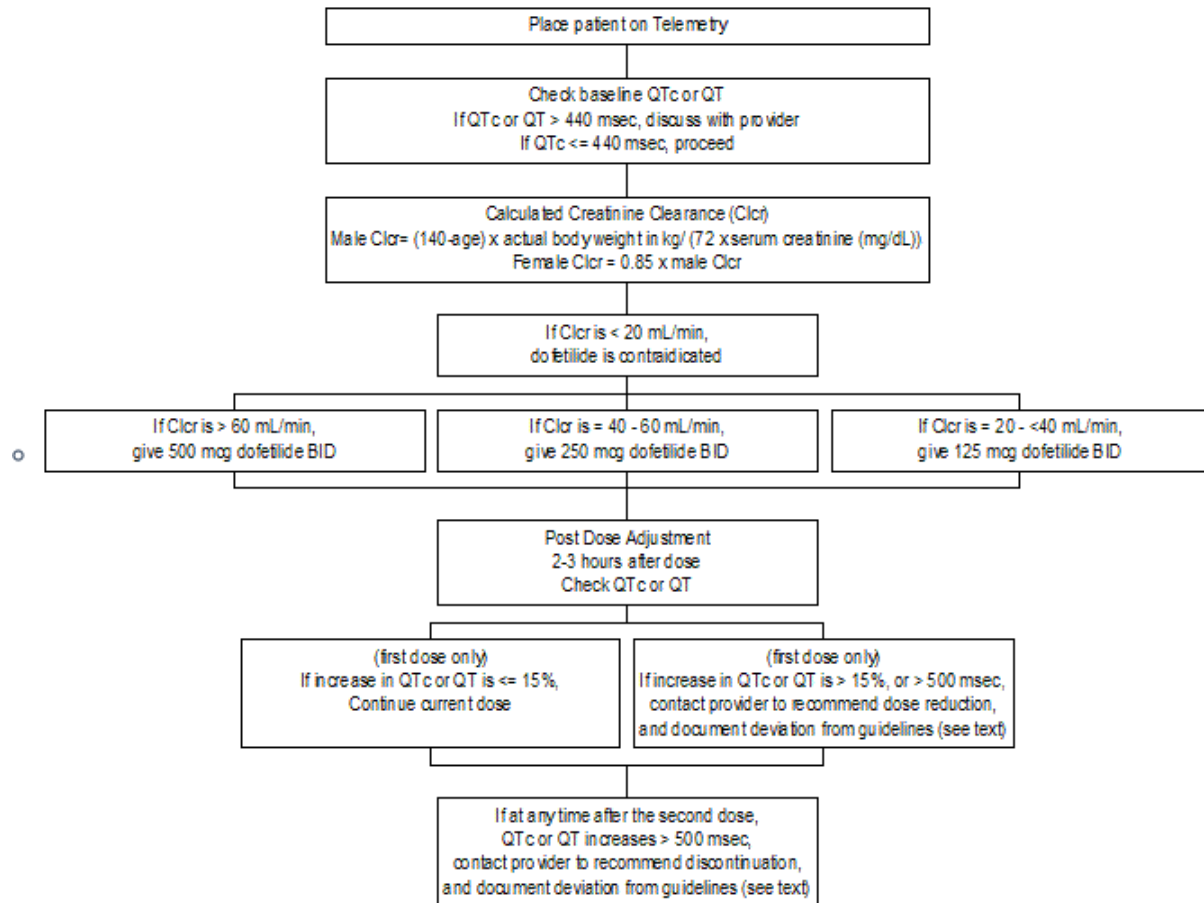 Place patient on Telemetry
Check baseline QTc or QT
If QTc or QT > 440 msec, discuss with provider
If QTc <= 440 msec, proceed
Calculated Creatinine Clearance (Clcr)
Male Clcr= (140-age) x actual body weight in kg/ (72 x serum creatinine (mg/dL))
Female Clcr = 0.85 x male Clcr
If Clcr is < 20 mL/min,
dofetilide is contraidicated
If Clcr is > 60 mL/min,
give 500 mcg dofetilide BID
If Clcr is = 40 - 60 mL/min,
give 250 mcg dofetilide BID
If Clcr is = 20 - <40 mL/min,
give 125 mcg dofetilide BID
Post Dose Adjustment
2-3 hours after dose
Check QTc or QT
(first dose only)
If increase in QTc or QT is <= 15%,
Continue current dose
(first dose only)
If increase in QTc or QT is > 15%, or > 500 msec,
contact provider to recommend dose reduction,
and document deviation from guidelines (see text)
If at any time after the second dose,
QTc or QT increases > 500 msec,
contact provider to recommend discontinuation,
and document deviation from guidelines (see text)